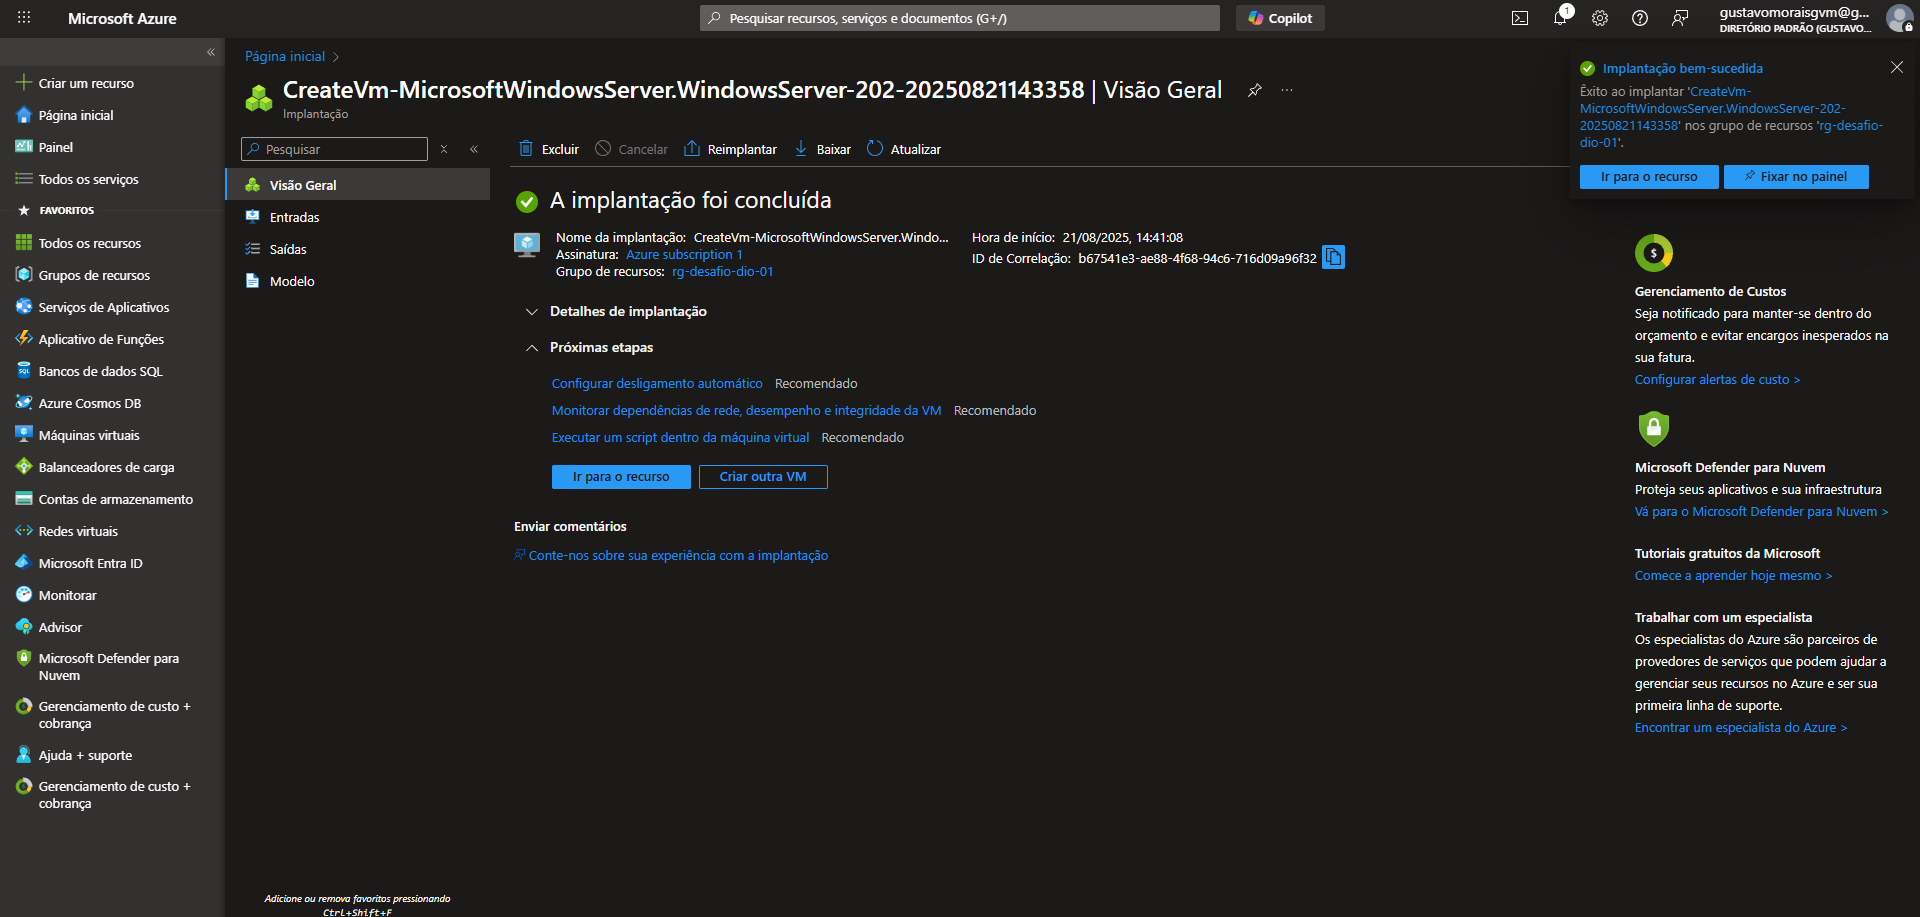 Microsoft Azure
Pesquisar recursos, serviços e documentos (G+/)
Copilot
1
gustavomoraisgvm@g...
DIRETÓRIO PADRÃO (GUSTAVO...
«
Criar um recurso
Página inicial
Painel
Todos os serviços
FAVORITOS
Todos os recursos
Grupos de recursos
Serviços de Aplicativos
Aplicativo de Funções
Bancos de dados SQL
Azure Cosmos DB
Máquinas virtuais
Balanceadores de carga
Contas de armazenamento
Redes virtuais
Microsoft Entra ID
Monitorar
Advisor
Microsoft Defender para
Nuvem
Gerenciamento de custo +
cobrança
Ajuda + suporte
Gerenciamento de custo +
cobrança
Página inicial >
CreateVm-MicrosoftWindowsServer.WindowsServer-202-20250821143358 | Visão Geral
...
Implantação
Pesquisar
«
Visão Geral
Entradas
Saídas
Modelo
Adicione ou remova favoritos pressionando
Ctrl+Shift+F
Excluir
Cancelar
Reimplantar
Baixar
Atualizar
A implantação foi concluída
Nome da implantação: CreateVm-MicrosoftWindowsServer.Windo...
Assinatura: Azure subscription 1
Grupo de recursos: rg-desafio-dio-01
Hora de início: 21/08/2025, 14:41:08
ID de Correlação: b67541e3-ae88-4f68-94c6-716d09a96f32
Detalhes de implantação
Próximas etapas
Configurar desligamento automático Recomendado
Monitorar dependências de rede, desempenho e integridade da VM Recomendado
Executar um script dentro da máquina virtual Recomendado
Ir para o recurso
Criar outra VM
Enviar comentários
Conte-nos sobre sua experiência com a implantação
Implantação bem-sucedida
Êxito ao implantar 'CreateVm-
MicrosoftWindowsServer.WindowsServer-202-
20250821143358' nos grupo de recursos 'rg-desafio-
dio-01'.
Ir para o recurso
Fixar no painel
Gerenciamento de Custos
Seja notificado para manter-se dentro do
orçamento e evitar encargos inesperados na
sua fatura.
Configurar alertas de custo >
Microsoft Defender para Nuvem
Proteja seus aplicativos e sua infraestrutura
Vá para o Microsoft Defender para Nuvem >
Tutoriais gratuitos da Microsoft
Comece a aprender hoje mesmo >
Trabalhar com um especialista
Os especialistas do Azure são parceiros de
provedores de serviços que podem ajudar a
gerenciar seus recursos no Azure e ser sua
primeira linha de suporte.
Encontrar um especialista do Azure >